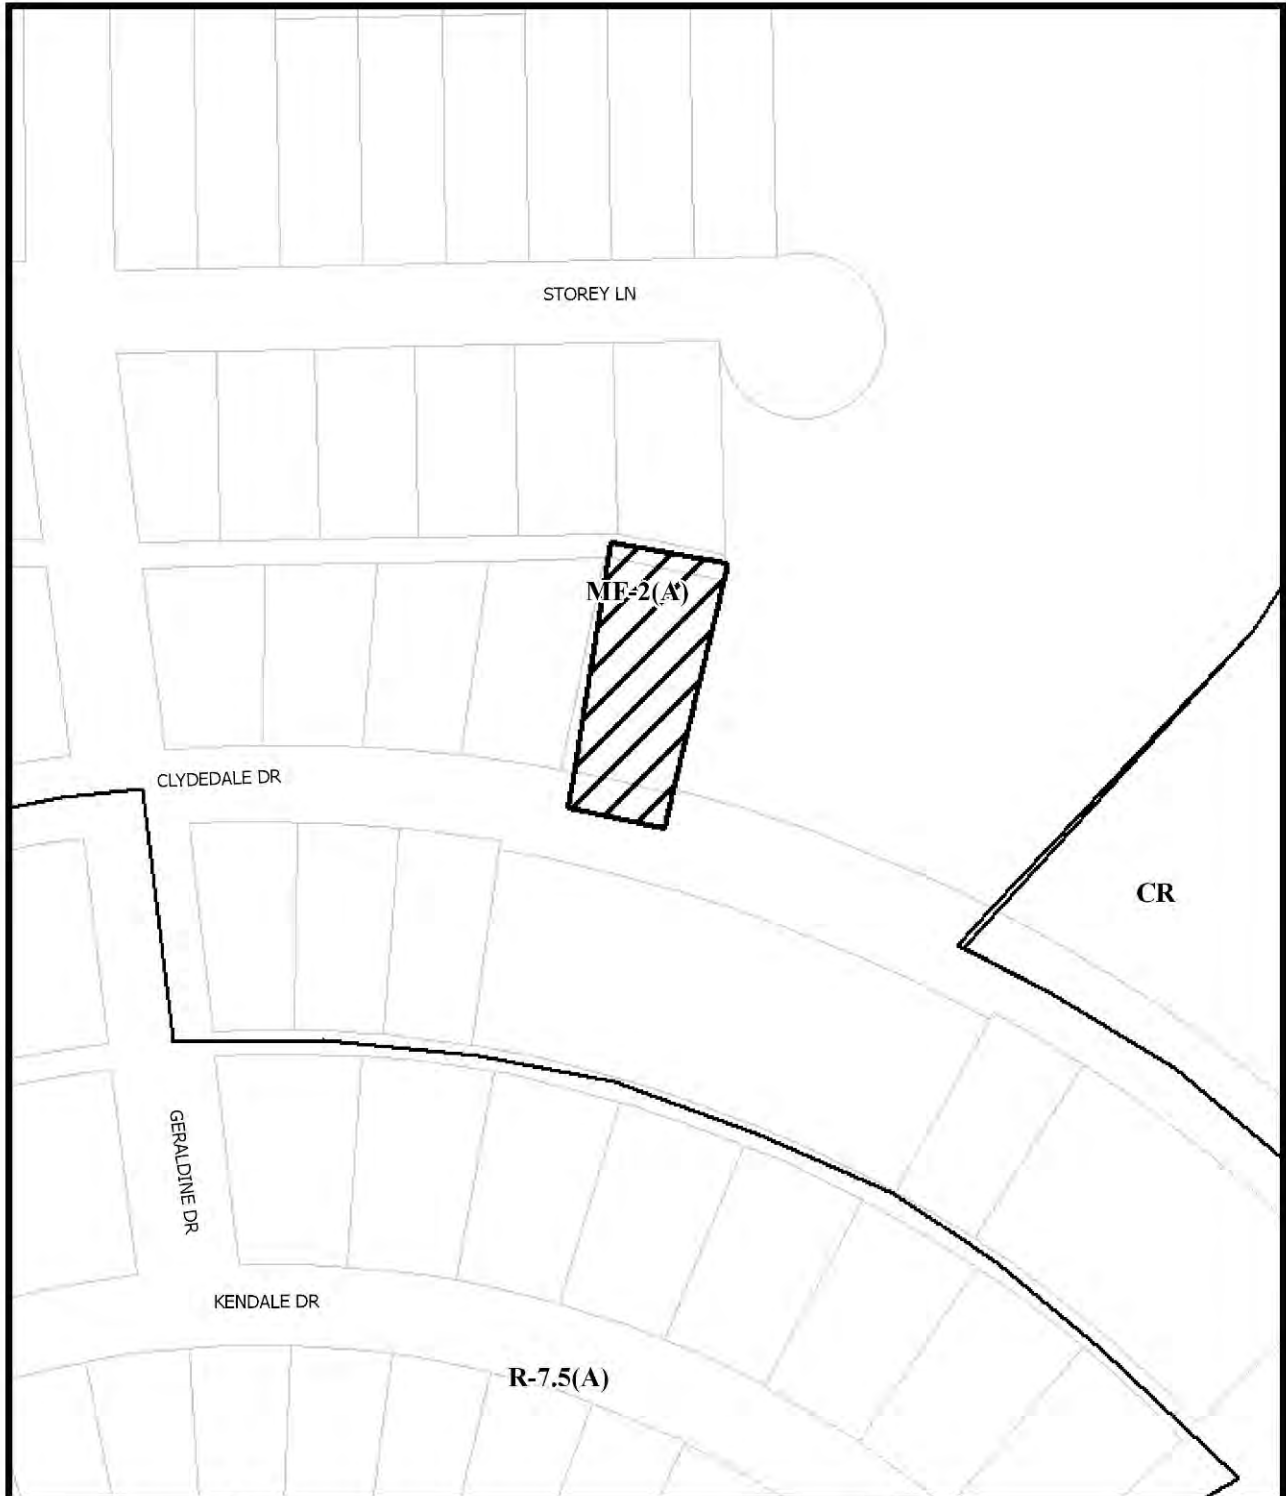 STOREY LN
MF-2(A)
CLYDEDALE DR
CR
GERALDINE DR
KENDALE DR
R-7.5(A)